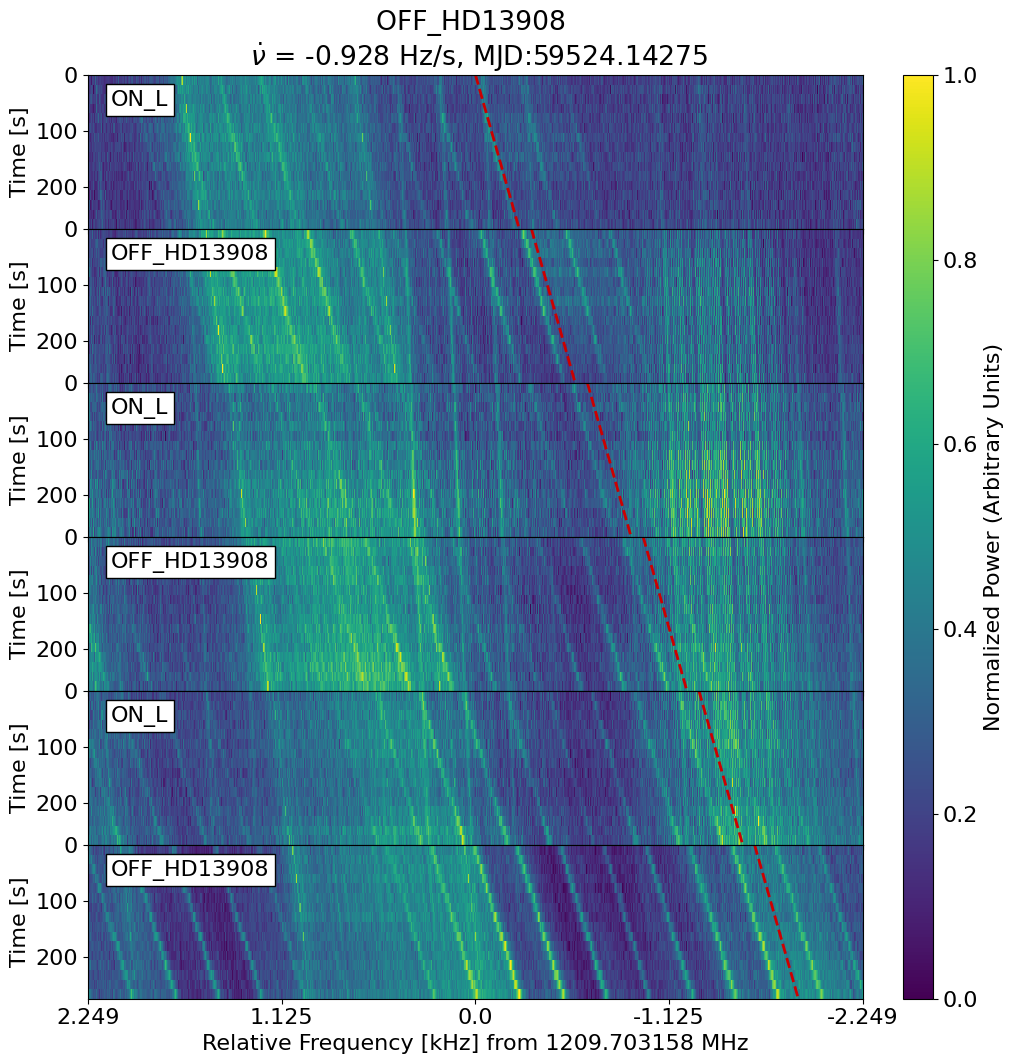 OFF_HD13908
ν̇ = -0.928 Hz/s, MJD:59524.14275
ON_L
OFF_HD13908
ON_L
OFF_HD13908
ON_L
OFF_HD13908
Time [s]
0
100
200
Time [s]
0
100
200
Time [s]
0
100
200
Time [s]
0
100
200
Time [s]
0
100
200
Time [s]
0
100
200
2.249 1.125 0.0 -1.125 -2.249
Relative Frequency [kHz] from 1209.703158 MHz
1.0
0.8
0.6
0.4
0.2
0.0
Normalized Power (Arbitrary Units)